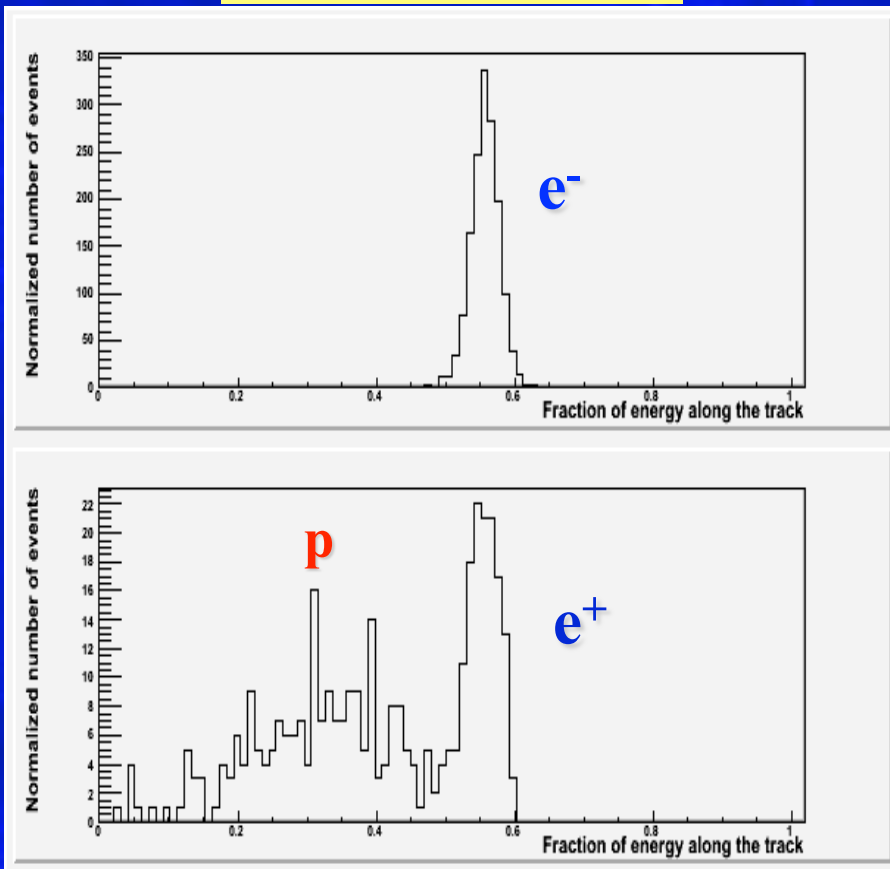 Normalized number of events
350
300
250
200
150
100
50
0
e-
0 0.2 0.4 0.6 0.8 1
Fraction of energy along the track
Normalized number of events
22
20
18
16
14
12
10
8
6
4
2
0
p
e+
0 0.2 0.4 0.6 0.8 1
Fraction of energy along the track